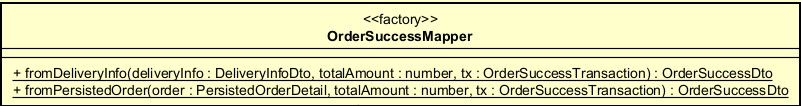 <<factory>>
OrderSuccessMapper
+ fromDeliveryInfo(deliveryInfo : DeliveryInfoDto, totalAmount : number, tx : OrderSuccessTransaction) : OrderSuccessDto
+ fromPersistedOrder(order : PersistedOrderDetail, totalAmount : number, tx : OrderSuccessTransaction) : OrderSuccessDto